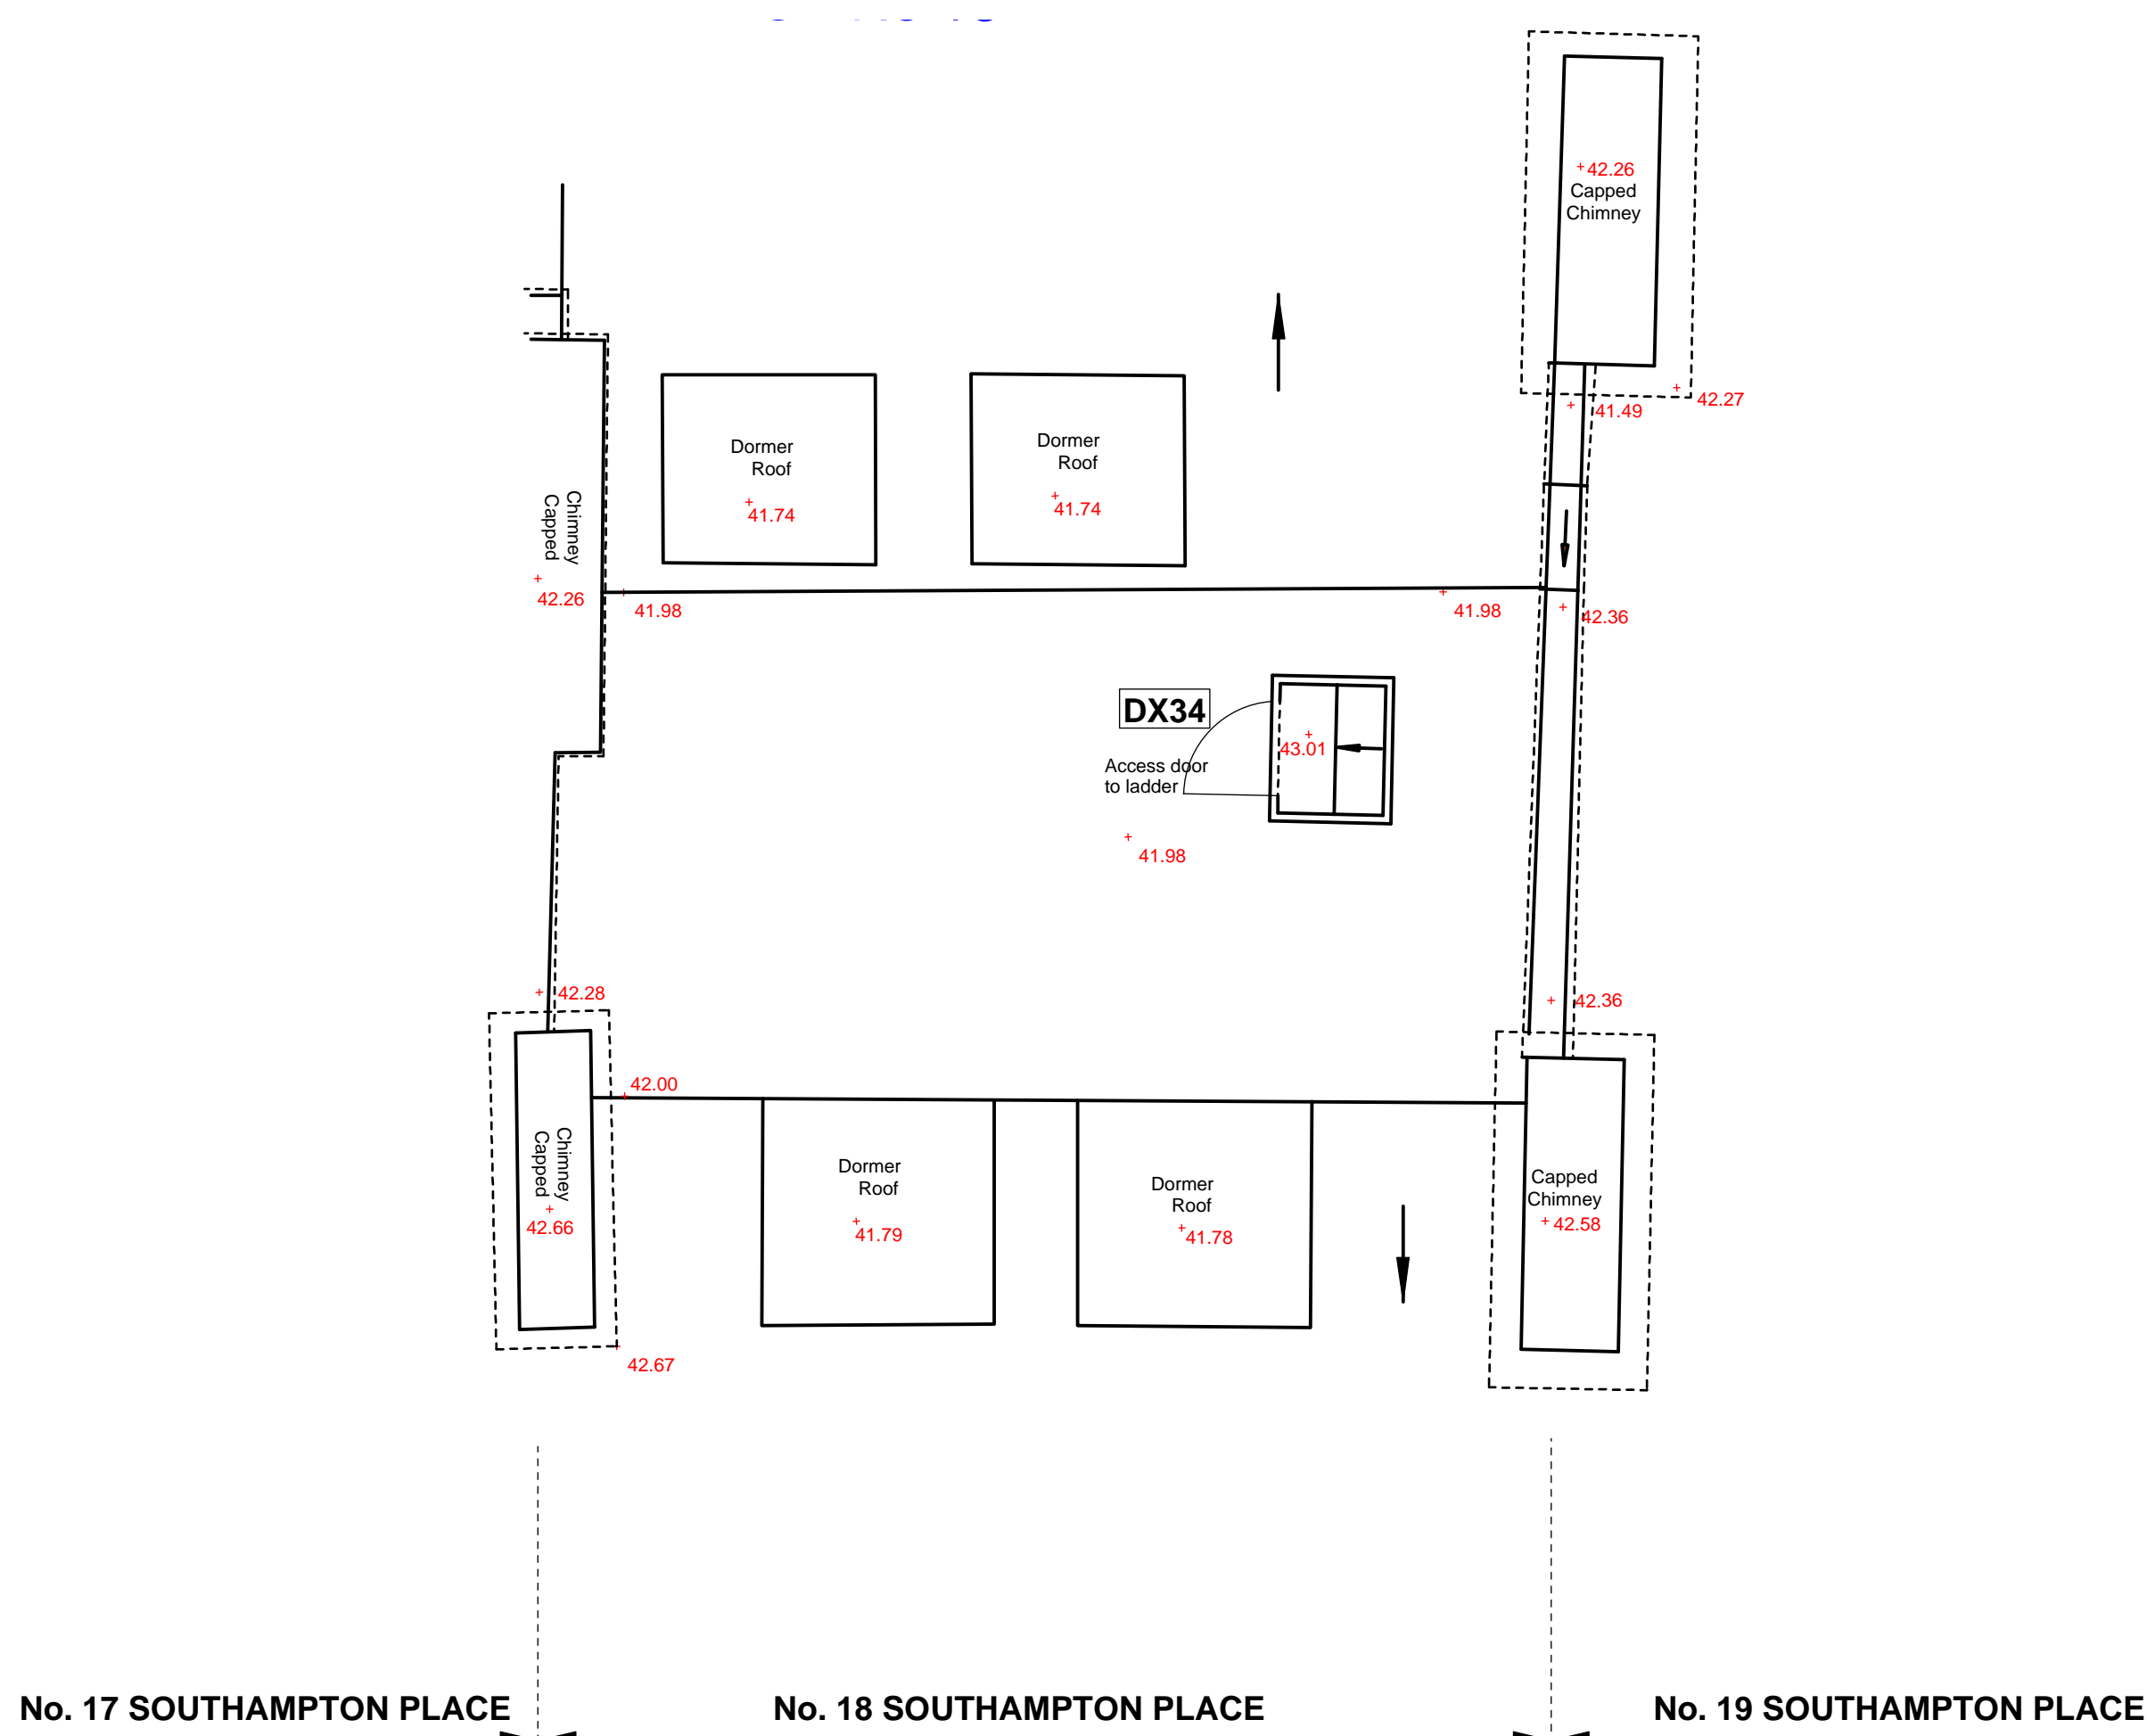 42.26
Capped
Chimney
42.27
41.49
Dormer
Roof
41.74
Dormer
Roof
41.74
Chimney
Capped
42.26
41.98
41.98
42.36
DX34
43.01
Access door
to ladder
41.98
42.28
42.36
42.00
Chimney
Capped
42.66
Dormer
Roof
41.79
Dormer
Roof
41.78
Capped
Chimney
42.58
42.67
No. 17 SOUTHAMPTON PLACE
No. 18 SOUTHAMPTON PLACE
No. 19 SOUTHAMPTON PLACE